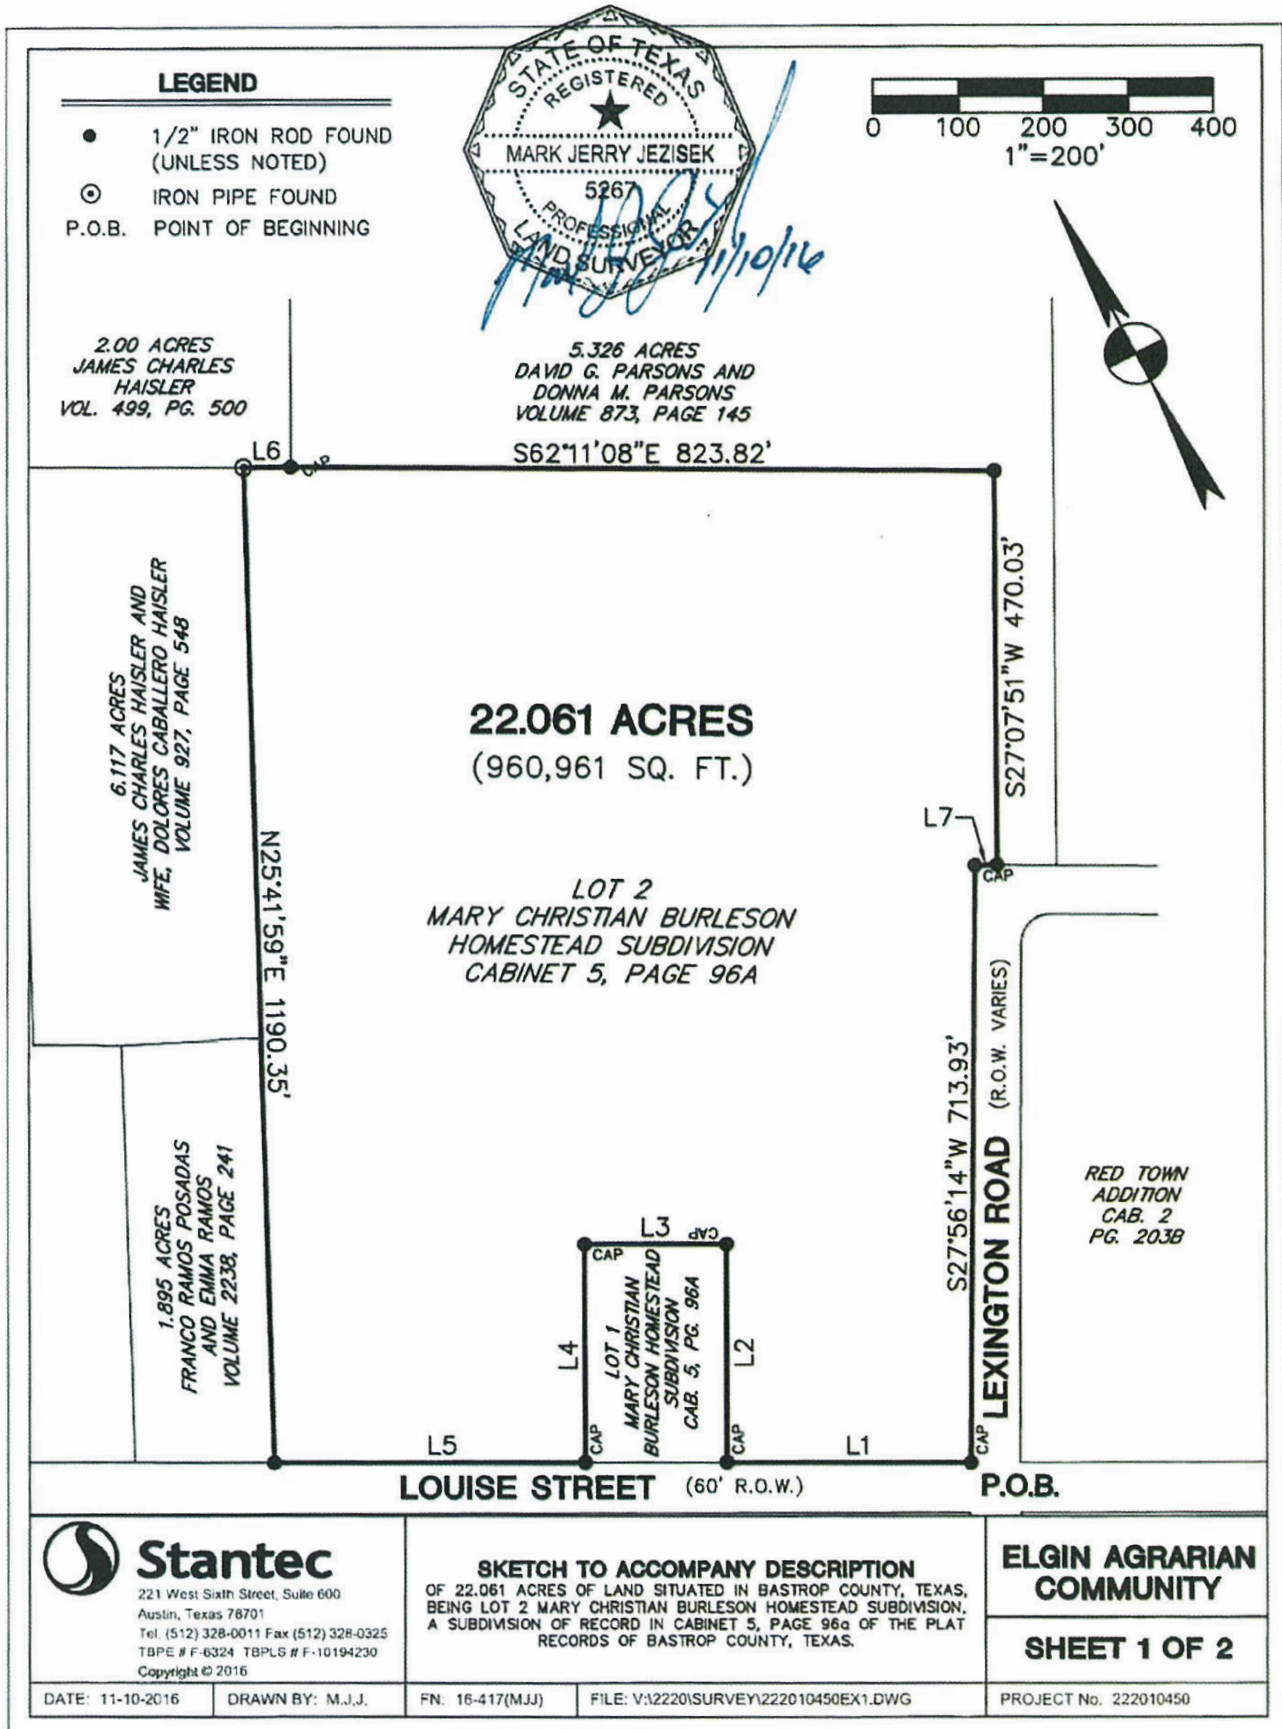 LEGEND
1/2" IRON ROD FOUND
(UNLESS NOTED)
IRON PIPE FOUND
P.O.B. POINT OF BEGINNING
STATE OF TEXAS
REGISTERED
MARK JERRY JEZISEK
5267
PROFESSIONAL
LAND SURVEYOR
11/10/16
0 100 200 300 400
1"=200'
2.00 ACRES
JAMES CHARLES
HAISLER
VOL. 499, PG. 500
5.326 ACRES
DAVID G. PARSONS AND
DONNA M. PARSONS
VOLUME 873, PAGE 145
L6
CAP
S62°11'08"E 823.82'
6.117 ACRES
JAMES CHARLES HAISLER AND
WIFE, DOLORES CABALLERO HAISLER
VOLUME 927, PAGE 548
S27°07'51"W 470.03'
22.061 ACRES
(960,961 SQ. FT.)
L7
CAP
N25°41'59"E 1190.35'
LOT 2
MARY CHRISTIAN BURLESON
HOMESTEAD SUBDIVISION
CABINET 5, PAGE 96A
S27°56'14"W 713.93'
LEXINGTON ROAD (R.O.W. VARIES)
RED TOWN
ADDITION
CAB. 2
PG. 203B
1.895 ACRES
FRANCO RAMOS POSADAS
AND EMMA RAMOS
VOLUME 2238, PAGE 241
L3
CAP
CAP
L4
LOT 1
MARY CHRISTIAN
BURLESON HOMESTEAD
SUBDIVISION
CAB. 5, PG. 96A
L2
CAP
CAP
CAP
L5
L1
LOUISE STREET (60' R.O.W.)
P.O.B.
Stantec
221 West Sixth Street, Suite 600
Austin, Texas 78701
Tel. (512) 328-0011 Fax (512) 328-0325
TBPE # F-6324 TBPLS # F-10194230
Copyright © 2016
SKETCH TO ACCOMPANY DESCRIPTION
OF 22.061 ACRES OF LAND SITUATED IN BASTROP COUNTY, TEXAS,
BEING LOT 2 MARY CHRISTIAN BURLESON HOMESTEAD SUBDIVISION,
A SUBDIVISION OF RECORD IN CABINET 5, PAGE 96a OF THE PLAT
RECORDS OF BASTROP COUNTY, TEXAS.
ELGIN AGRARIAN
COMMUNITY
SHEET 1 OF 2
DATE: 11-10-2016
DRAWN BY: M.J.J.
FN: 16-417(MJJ)
FILE: V:\2220\SURVEY\222010450EX1.DWG
PROJECT No. 222010450